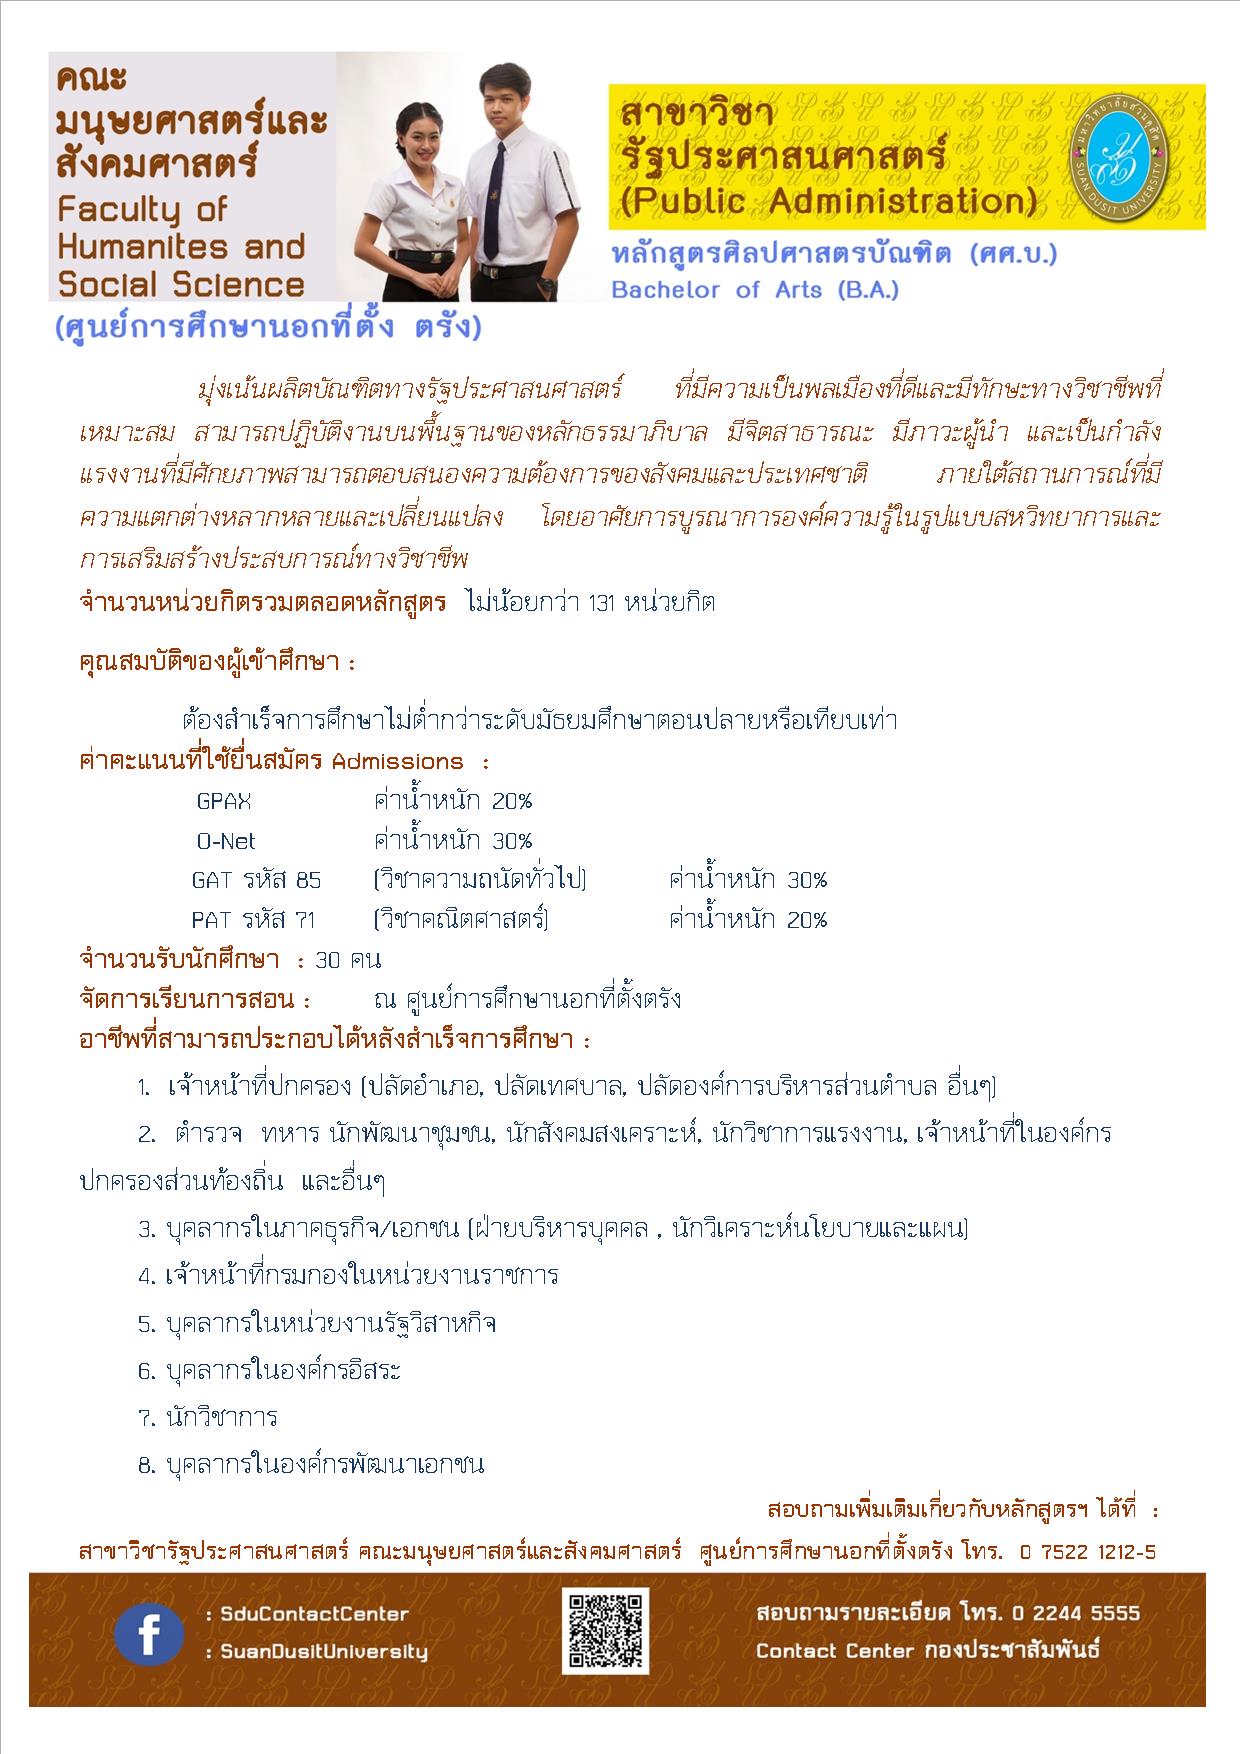 คณะ
มนุษยศาสตร์และ
สังคมศาสตร์
Faculty of
Humanites and
Social Science
(ศูนย์การศึกษานอกที่ตั้ง ตรัง)
สาขาวิชา
รัฐประศาสนศาสตร์
(Public Administration)
มหาวิทยาลัยสวนดุสิต
SUAN DUSIT UNIVERSITY
หลักสูตรศิลปศาสตรบัณฑิต (ศศ.บ.)
Bachelor of Arts (B.A.)
มุ่งเน้นผลิตบัณฑิตทางรัฐประศาสนศาสตร์ ที่มีความเป็นพลเมืองที่ดีและมีทักษะทางวิชาชีพที่
เหมาะสม สามารถปฏิบัติงานบนพื้นฐานของหลักธรรมาภิบาล มีจิตสาธารณะ มีภาวะผู้นำ และเป็นกำลัง
แรงงานที่มีศักยภาพสามารถตอบสนองความต้องการของสังคมและประเทศชาติ ภายใต้สถานการณ์ที่มี
ความแตกต่างหลากหลายและเปลี่ยนแปลง โดยอาศัยการบูรณาการองค์ความรู้ในรูปแบบสหวิทยาการและ
การเสริมสร้างประสบการณ์ทางวิชาชีพ
จำนวนหน่วยกิตรวมตลอดหลักสูตร ไม่น้อยกว่า 131 หน่วยกิต
คุณสมบัติของผู้เข้าศึกษา :
ต้องสำเร็จการศึกษาไม่ต่ำกว่าระดับมัธยมศึกษาตอนปลายหรือเทียบเท่า
ค่าคะแนนที่ใช้ยื่นสมัคร Admissions :
GPAX ค่าน้ำหนัก 20%
O-Net ค่าน้ำหนัก 30%
GAT รหัส 85 (วิชาความถนัดทั่วไป) ค่าน้ำหนัก 30%
PAT รหัส 71 (วิชาคณิตศาสตร์) ค่าน้ำหนัก 20%
จำนวนรับนักศึกษา : 30 คน
จัดการเรียนการสอน : ณ ศูนย์การศึกษานอกที่ตั้งตรัง
อาชีพที่สามารถประกอบได้หลังสำเร็จการศึกษา :
1. เจ้าหน้าที่ปกครอง (ปลัดอำเภอ, ปลัดเทศบาล, ปลัดองค์การบริหารส่วนตำบล อื่นๆ)
2. ตำรวจ ทหาร นักพัฒนาชุมชน, นักสังคมสงเคราะห์, นักวิชาการแรงงาน, เจ้าหน้าที่ในองค์กร
ปกครองส่วนท้องถิ่น และอื่นๆ
3. บุคลากรในภาคธุรกิจ/เอกชน (ฝ่ายบริหารบุคคล , นักวิเคราะห์นโยบายและแผน)
4. เจ้าหน้าที่กรมกองในหน่วยงานราชการ
5. บุคลากรในหน่วยงานรัฐวิสาหกิจ
6. บุคลากรในองค์กรอิสระ
7. นักวิชาการ
8. บุคลากรในองค์กรพัฒนาเอกชน
สอบถามเพิ่มเติมเกี่ยวกับหลักสูตรฯ ได้ที่ :
สาขาวิชารัฐประศาสนศาสตร์ คณะมนุษยศาสตร์และสังคมศาสตร์ ศูนย์การศึกษานอกที่ตั้งตรัง โทร. 0 7522 1212-5
: SduContactCenter
: SuanDusitUniversity
สอบถามรายละเอียด โทร. 0 2244 5555
Contact Center กองประชาสัมพันธ์